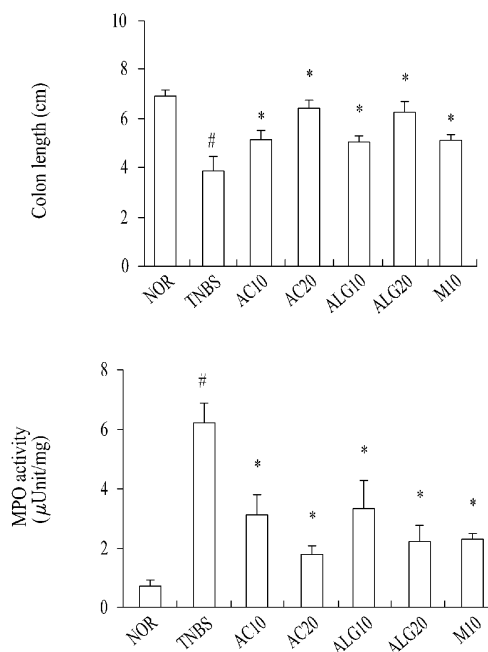 10
8
6
4
2
0
Colon length (cm)
#
*
*
*
*
*
NOR
TNBS
AC10
AC20
ALG10
ALG20
M10
8
6
4
2
0
MPO activity
(μUnit/mg)
#
*
*
*
*
*
NOR
TNBS
AC10
AC20
ALG10
ALG20
M10